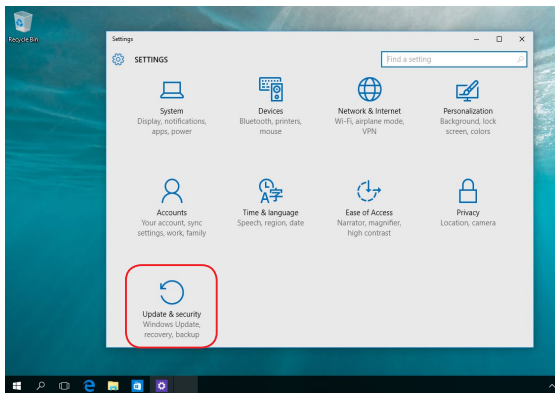 Recycle Bin
Settings
SETTINGS
Find a setting
System
Display, notifications,
apps, power
Devices
Bluetooth, printers,
mouse
Network & Internet
Wi-Fi, airplane mode,
VPN
Personalization
Background, lock
screen, colors
Accounts
Your account, sync
settings, work, family
Time & language
Speech, region, date
Ease of Access
Narrator, magnifier,
high contrast
Privacy
Location, camera
Update & security
Windows Update,
recovery, backup